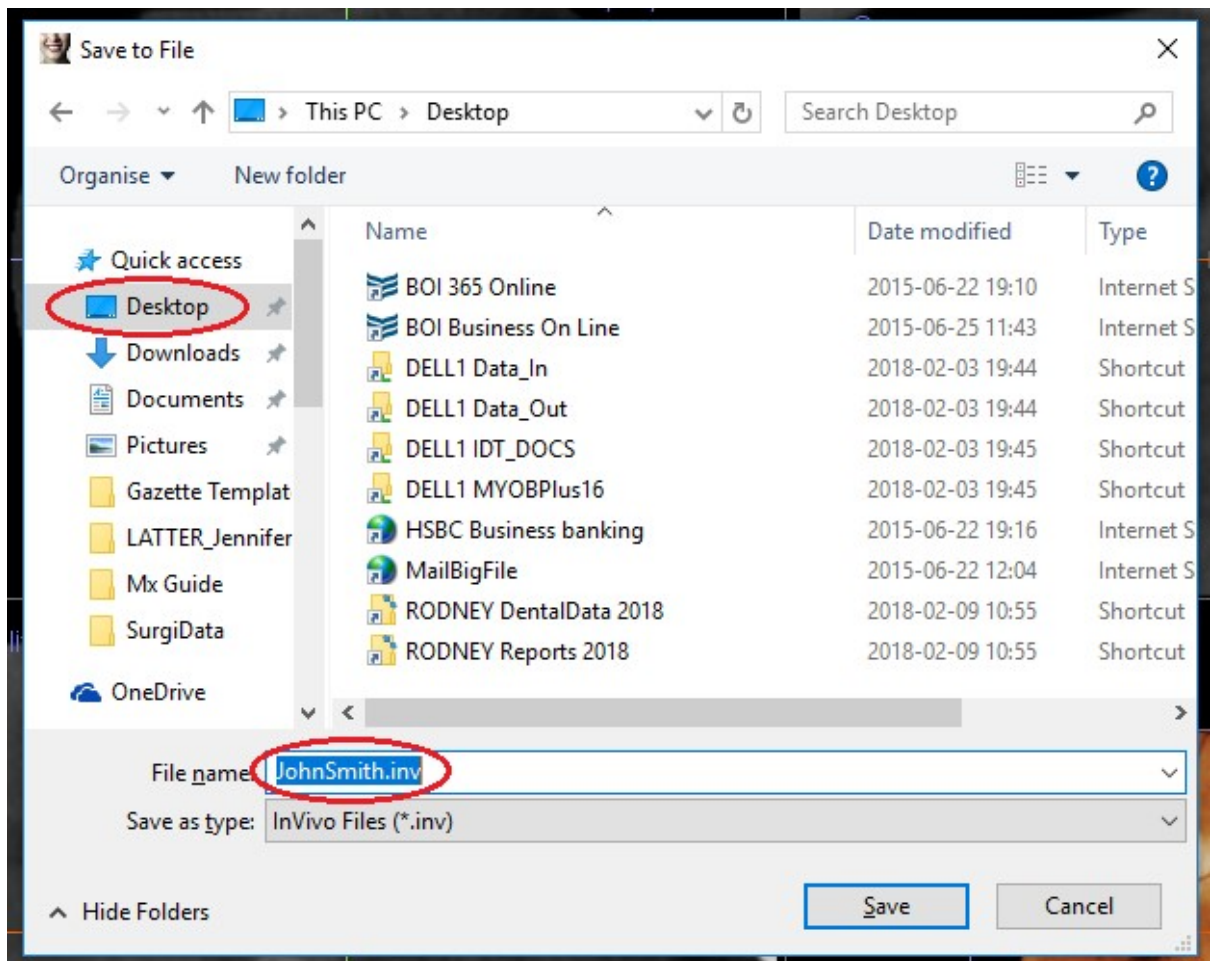 Save to File
This PC > Desktop
Search Desktop
Organise
New folder
Name
Date modified
Type
Quick access
Desktop
Downloads
Documents
Pictures
Gazette Templat
LATTER_Jennifer
Mx Guide
SurgiData
OneDrive
BOI 365 Online 2015-06-22 19:10 Internet S
BOI Business On Line 2015-06-25 11:43 Internet S
DELL1 Data_In 2018-02-03 19:44 Shortcut
DELL1 Data_Out 2018-02-03 19:44 Shortcut
DELL1 IDT_DOCS 2018-02-03 19:45 Shortcut
DELL1 MYOBPlus16 2018-02-03 19:45 Shortcut
HSBC Business banking 2015-06-22 19:16 Internet S
MailBigFile 2015-06-22 12:04 Internet S
RODNEY DentalData 2018 2018-02-09 10:55 Shortcut
RODNEY Reports 2018 2018-02-09 10:55 Shortcut
File name: JohnSmith.inv
Save as type: InVivo Files (*.inv)
Hide Folders
Save
Cancel